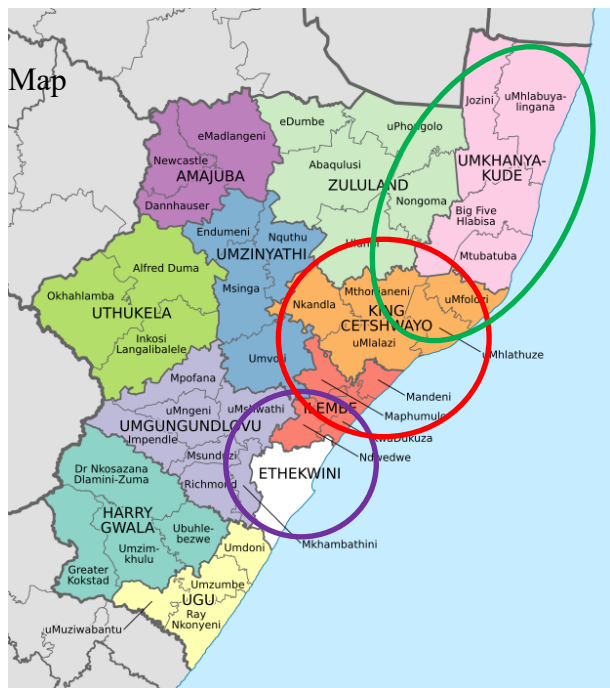 Map
Jozini
uMhlabuya-
lingana
eDumbe
uPhongolo
eMadlangeni
Newcastle
AMAJUBA
Dannhauser
Abaqulusi
ZULULAND
Nongoma
Ulundi
UMKHANYA-
KUDE
Big Five
Hlabisa
Mtubatuba
Endumeni
Nquthu
UMZINYATHI
Msinga
Umvoti
Alfred Duma
Okhahlamba
UTHUKELA
Inkosi
Langalibalele
Mthonjaneni
Nkandla
KING
CETSHWAYO
uMfolozi
uMlalazi
uMhlathuze
Mandeni
Maphumulo
ILEMBE
KwaDukuza
Ndwedwe
Mpofana
uMngeni
uMshwathi
UMGUNGUNDLOVU
Impendle
Msunduzi
Richmond
Mkhambathini
ETHEKWINI
Dr Nkosazana
Dlamini-Zuma
HARRY
GWALA
Ubuhle-
bezwe
Umzim-
khulu
Greater
Kokstad
Umdoni
Umzumbe
UGU
Ray
Nkonyeni
uMuziwabantu